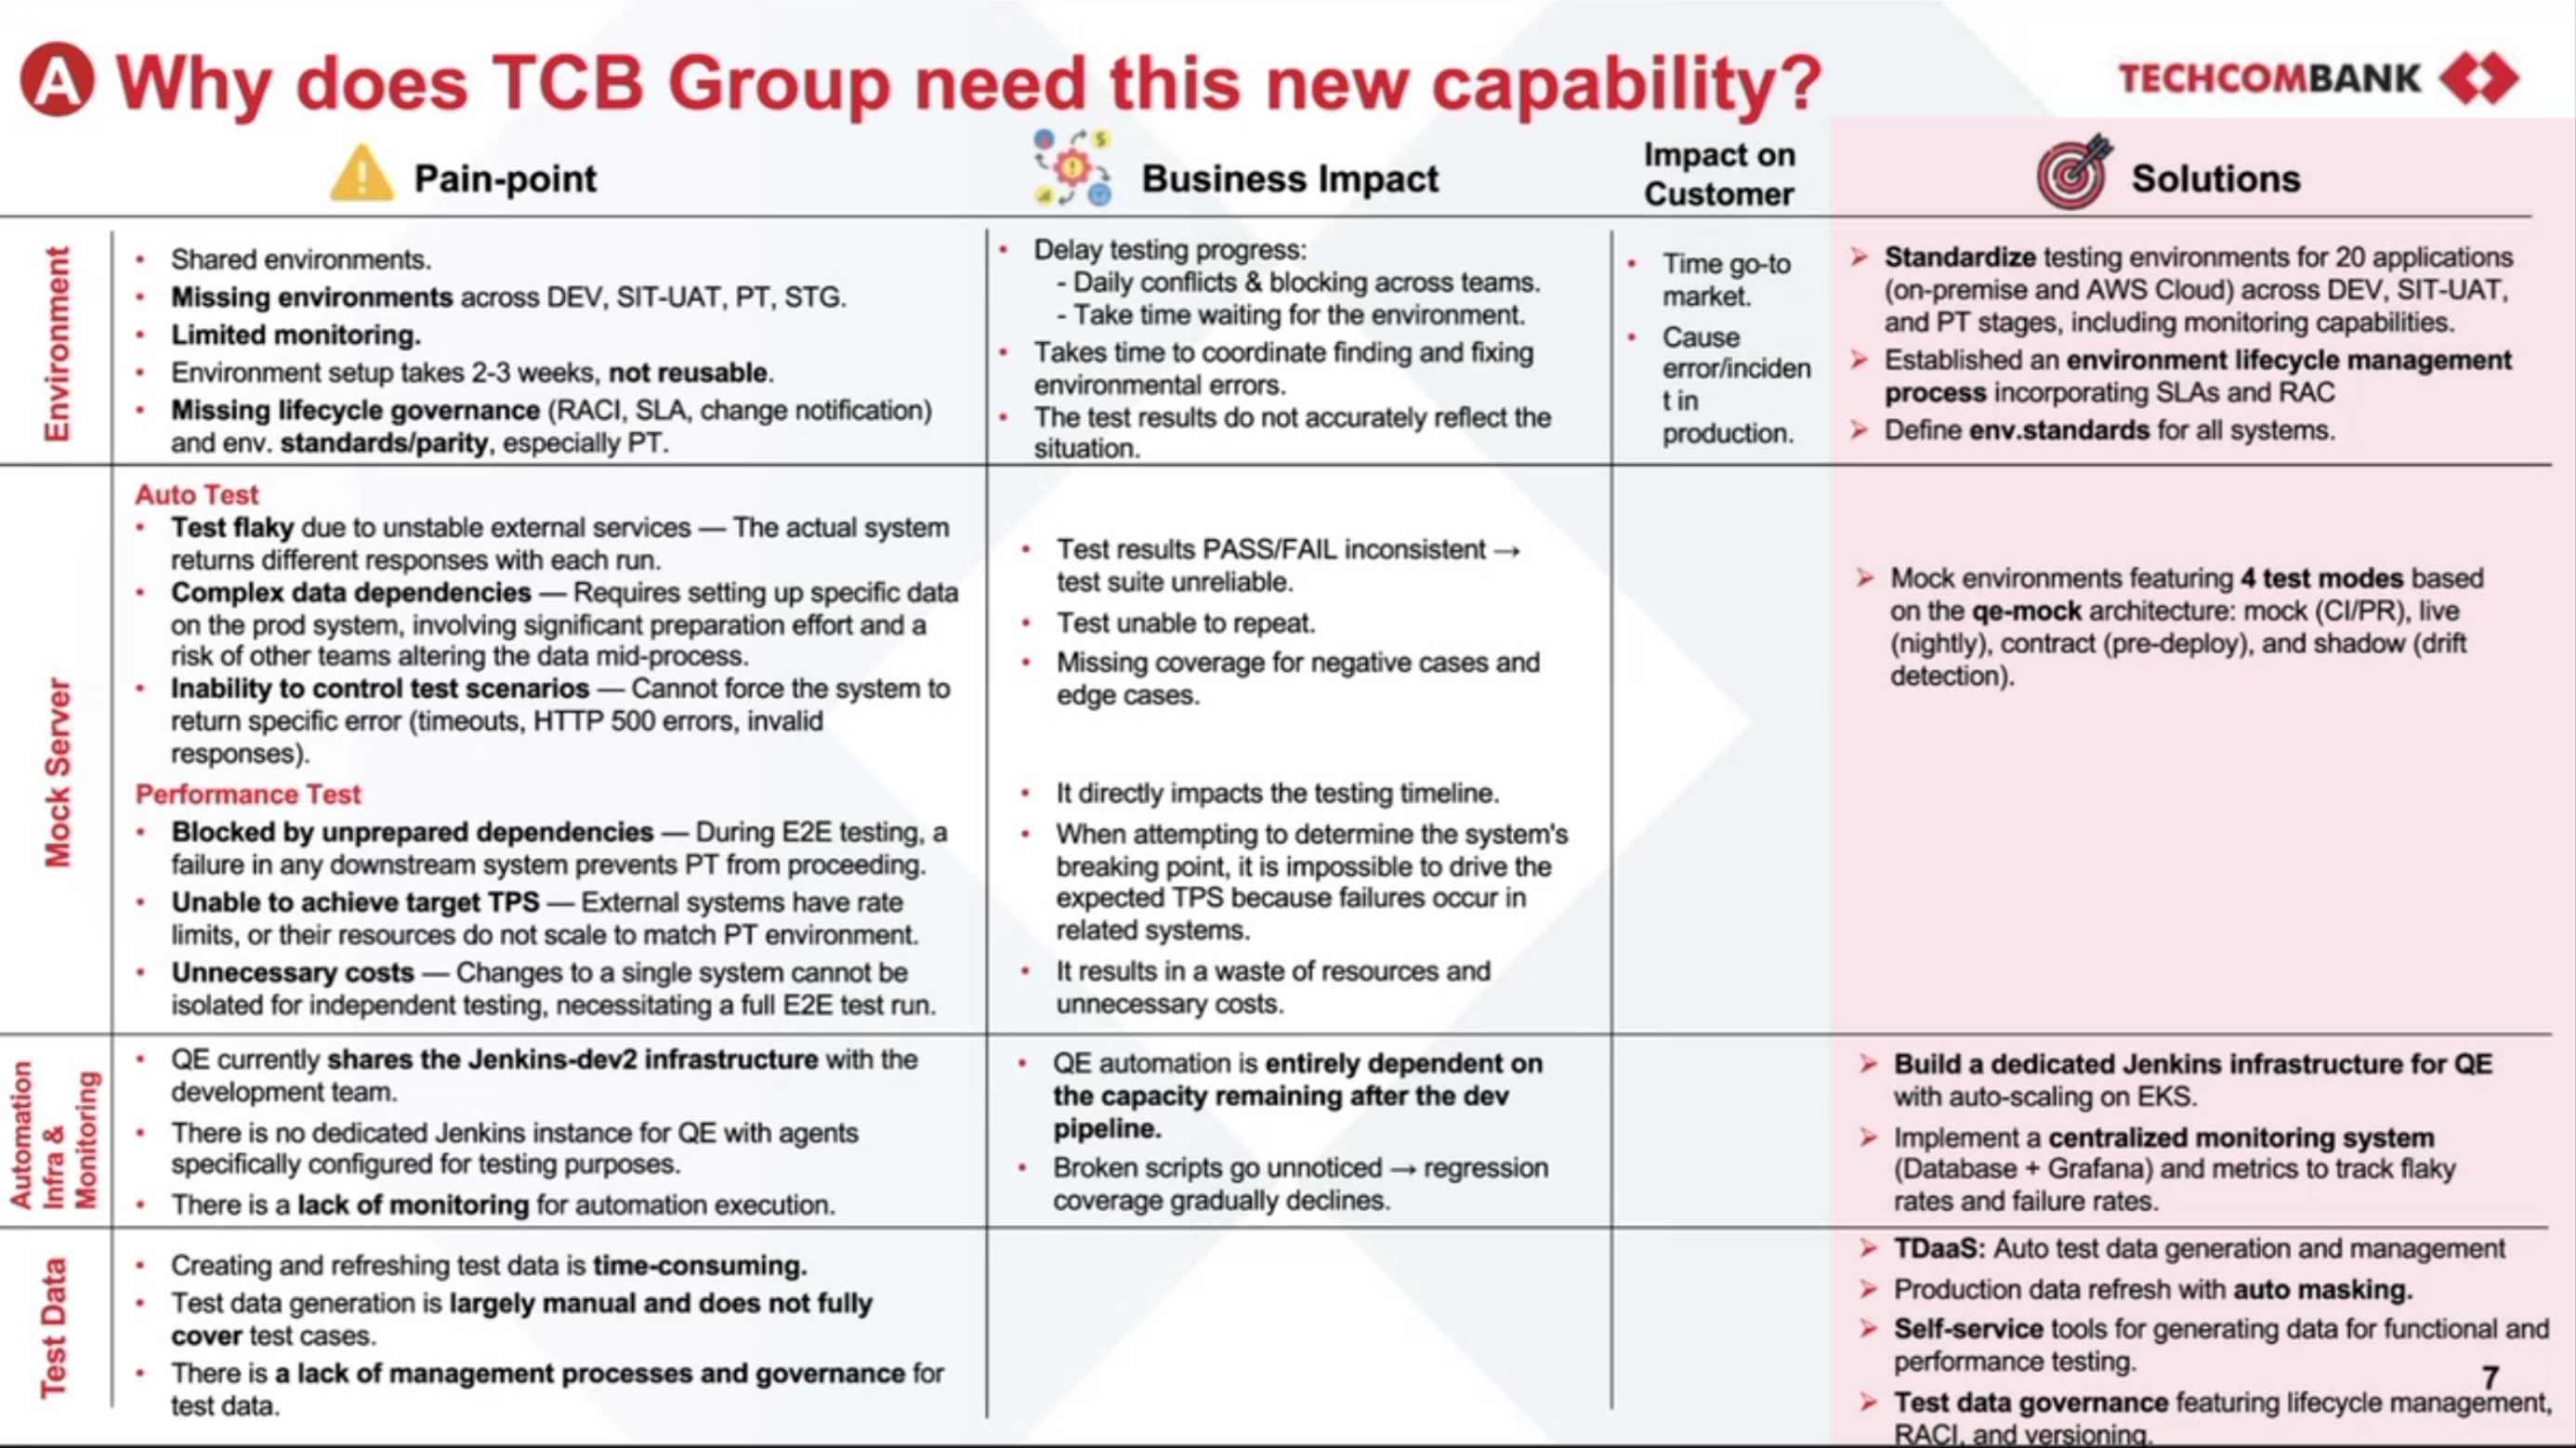 A Why does TCB Group need this new capability?
TECHCOMBANK
Pain-point
Business Impact
Impact on
Customer
Solutions
Environment
• Shared environments.
• Missing environments across DEV, SIT-UAT, PT, STG.
• Limited monitoring.
• Environment setup takes 2-3 weeks, not reusable.
• Missing lifecycle governance (RACI, SLA, change notification)
and env. standards/parity, especially PT.
• Delay testing progress:
- Daily conflicts & blocking across teams.
- Take time waiting for the environment.
• Takes time to coordinate finding and fixing
environmental errors.
• The test results do not accurately reflect the
situation.
• Time go-to
market.
• Cause
error/inciden
t in
production.
➢ Standardize testing environments for 20 applications
(on-premise and AWS Cloud) across DEV, SIT-UAT,
and PT stages, including monitoring capabilities.
➢ Established an environment lifecycle management
process incorporating SLAs and RAC
➢ Define env.standards for all systems.
Mock Server
Auto Test
• Test flaky due to unstable external services — The actual system
returns different responses with each run.
• Complex data dependencies — Requires setting up specific data
on the prod system, involving significant preparation effort and a
risk of other teams altering the data mid-process.
• Inability to control test scenarios — Cannot force the system to
return specific error (timeouts, HTTP 500 errors, invalid
responses).
Performance Test
• Blocked by unprepared dependencies — During E2E testing, a
failure in any downstream system prevents PT from proceeding.
• Unable to achieve target TPS — External systems have rate
limits, or their resources do not scale to match PT environment.
• Unnecessary costs — Changes to a single system cannot be
isolated for independent testing, necessitating a full E2E test run.
• Test results PASS/FAIL inconsistent →
test suite unreliable.
• Test unable to repeat.
• Missing coverage for negative cases and
edge cases.
• It directly impacts the testing timeline.
• When attempting to determine the system's
breaking point, it is impossible to drive the
expected TPS because failures occur in
related systems.
• It results in a waste of resources and
unnecessary costs.
➢ Mock environments featuring 4 test modes based
on the qe-mock architecture: mock (CI/PR), live
(nightly), contract (pre-deploy), and shadow (drift
detection).
Automation
Infra &
Monitoring
• QE currently shares the Jenkins-dev2 infrastructure with the
development team.
• There is no dedicated Jenkins instance for QE with agents
specifically configured for testing purposes.
• There is a lack of monitoring for automation execution.
• QE automation is entirely dependent on
the capacity remaining after the dev
pipeline.
• Broken scripts go unnoticed → regression
coverage gradually declines.
➢ Build a dedicated Jenkins infrastructure for QE
with auto-scaling on EKS.
➢ Implement a centralized monitoring system
(Database + Grafana) and metrics to track flaky
rates and failure rates.
Test Data
• Creating and refreshing test data is time-consuming.
• Test data generation is largely manual and does not fully
cover test cases.
• There is a lack of management processes and governance for
test data.
➢ TDaaS: Auto test data generation and management
➢ Production data refresh with auto masking.
➢ Self-service tools for generating data for functional and
performance testing.
➢ Test data governance featuring lifecycle management,
RACI, and versioning.
7